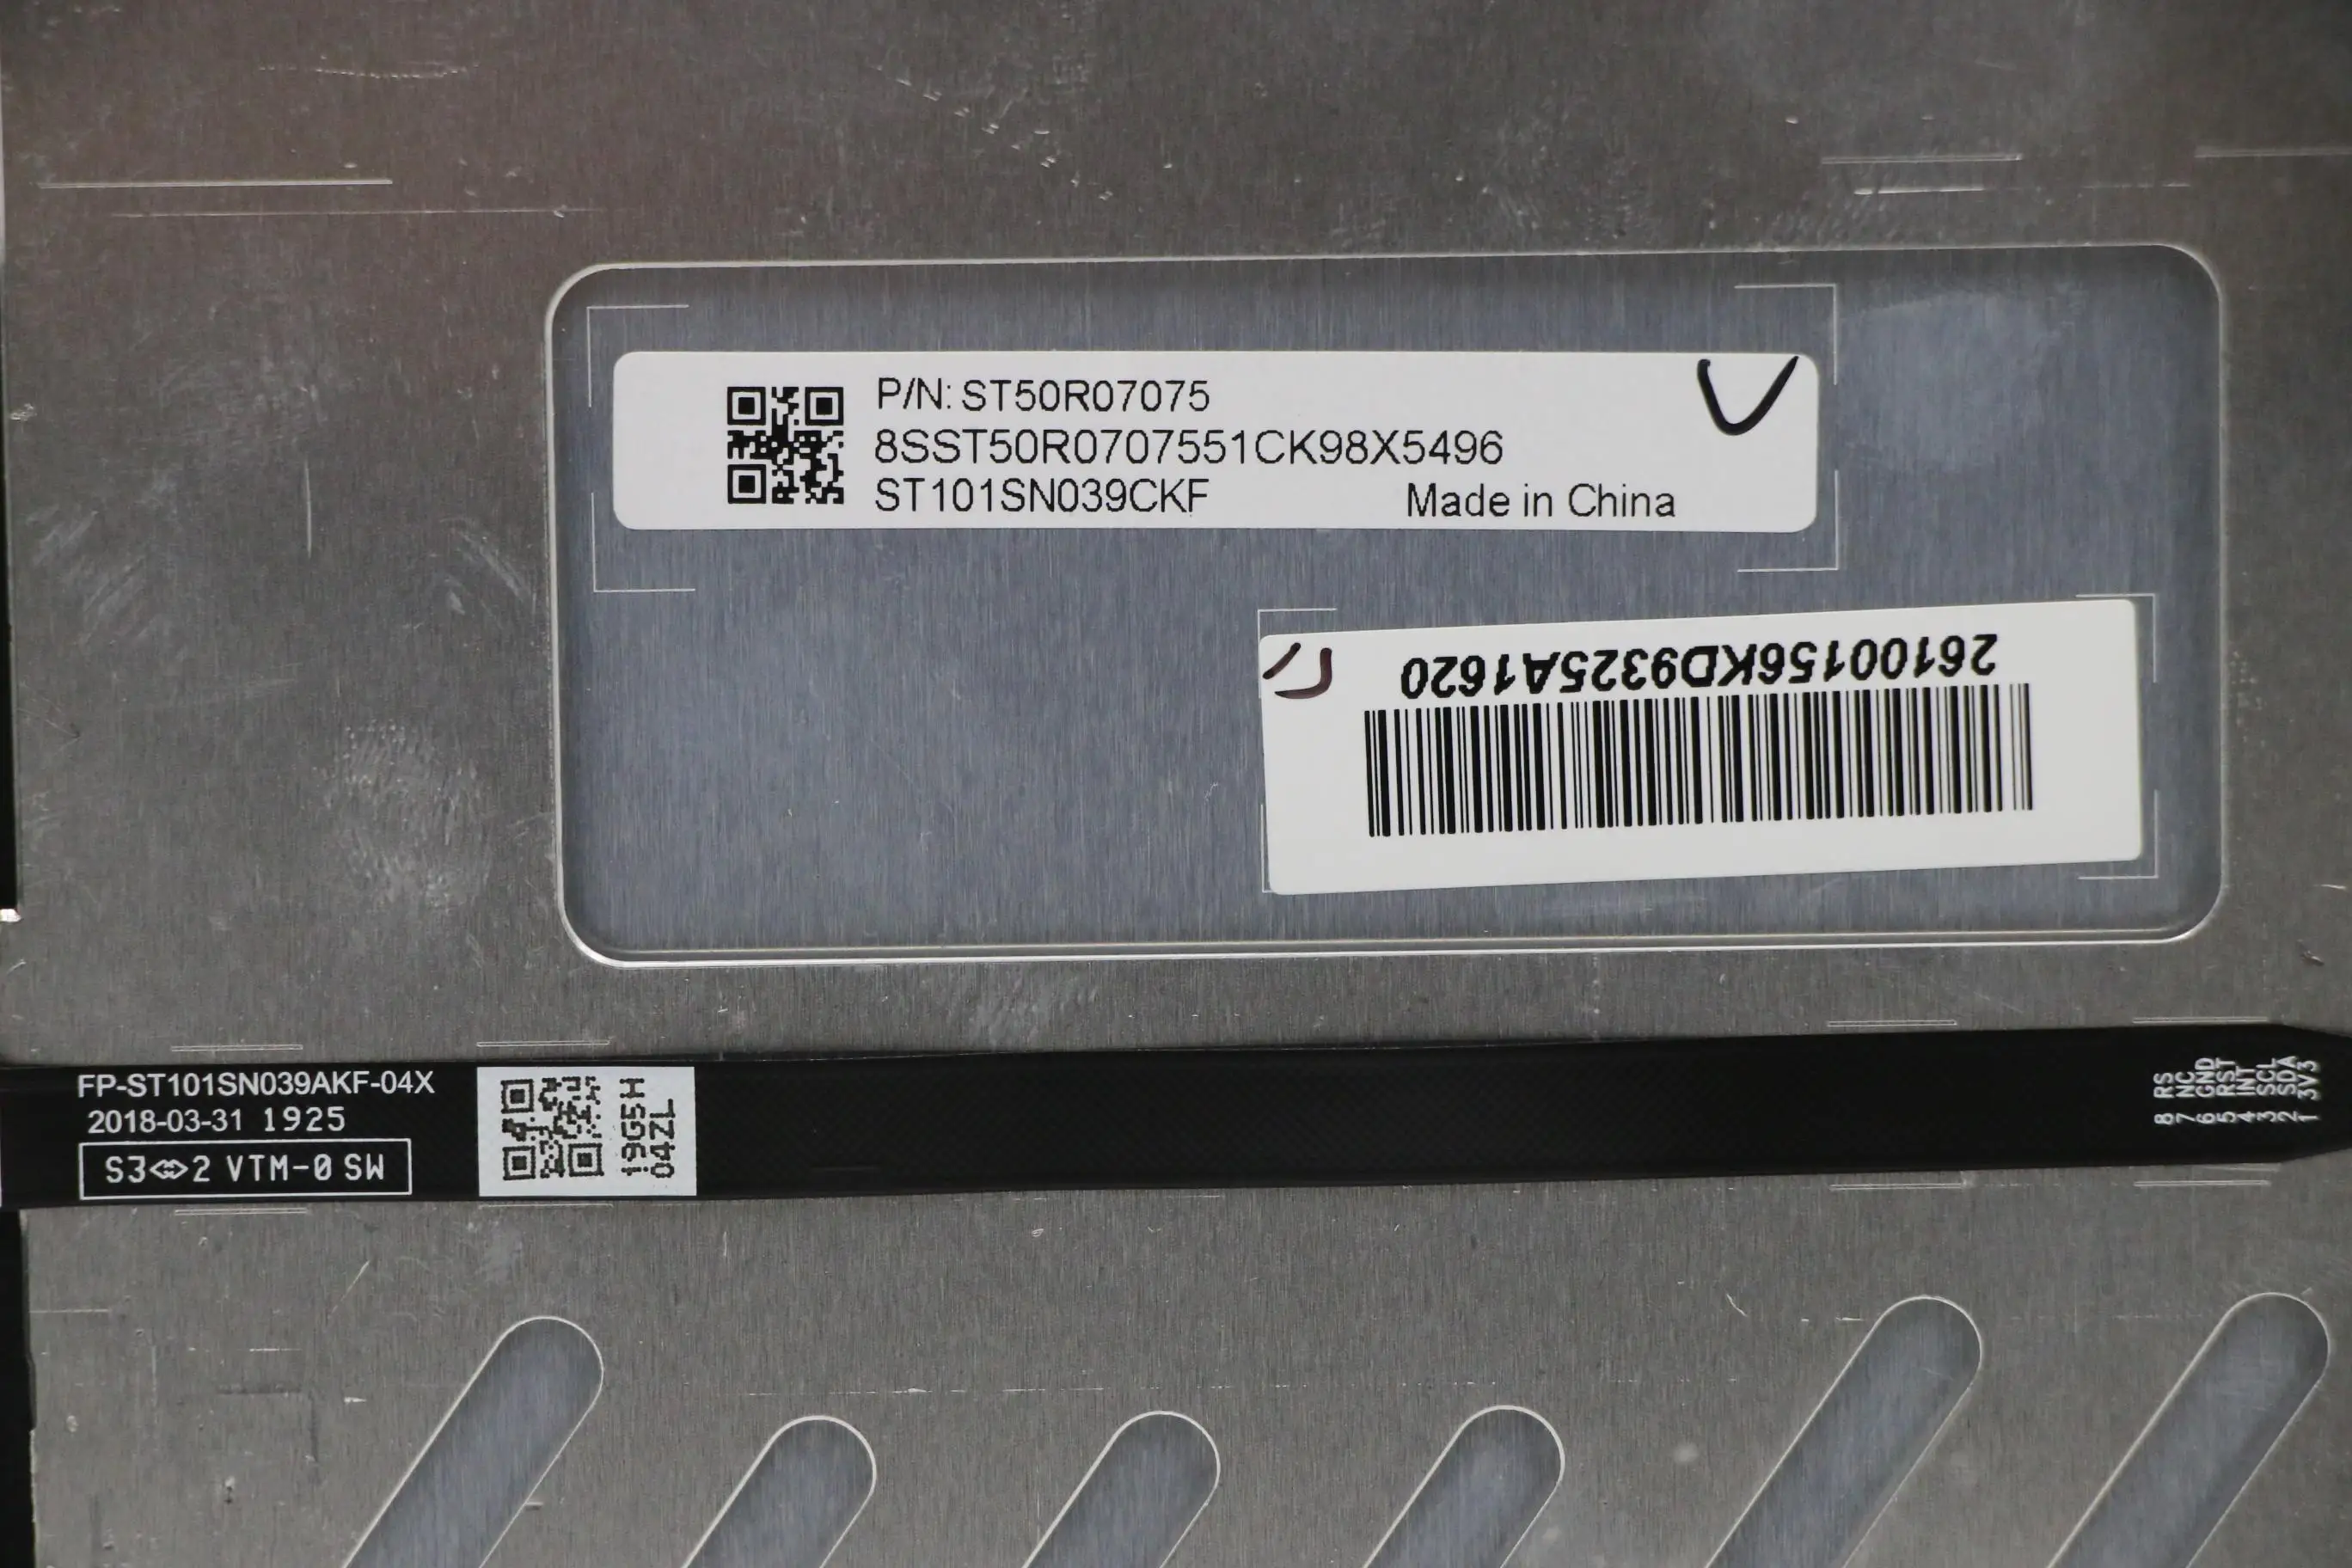 P/N: ST50R07075
8SST50R0707551CK98X5496
ST101SN039CKF
Made in China
26100156KD9325A1620
FP-ST101SN039AKF-04X
2018-03-31 1925
S3<>2 VTM-0 SW
19G5H
04ZL
8 RS
7 NC
6 GND
5 RST
4 INT
3 SCL
2 SDA
1 3V3